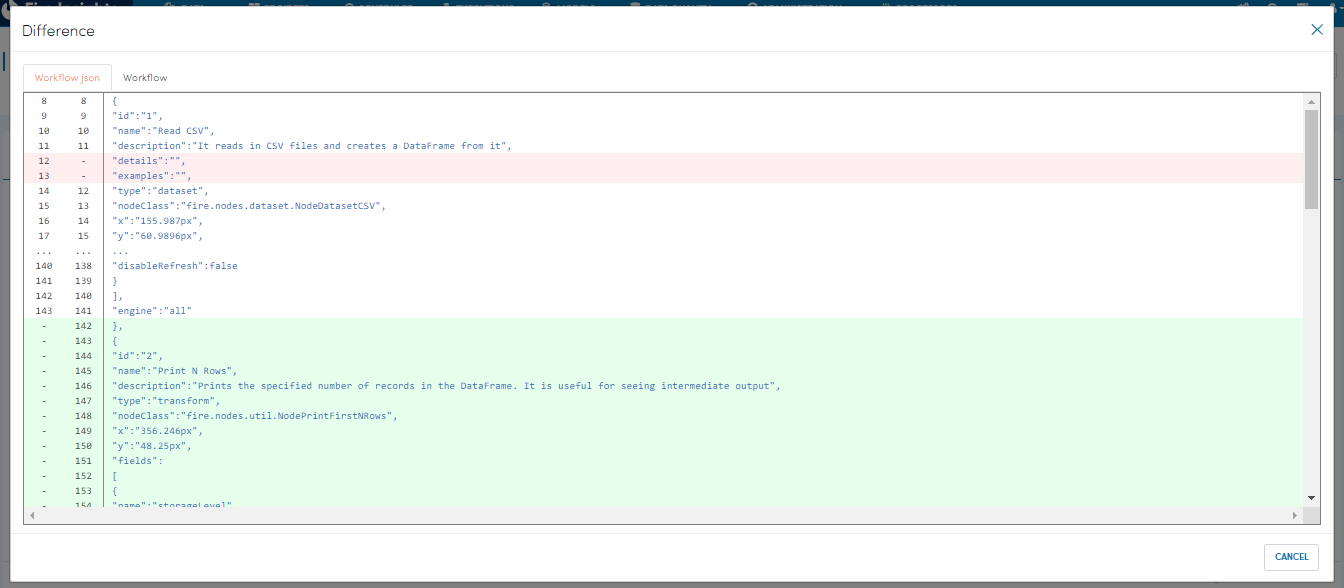 Difference
Workflow Json Workflow
8 8 {
9 9 "id":"1",
10 10 "name":"Read CSV",
11 11 "description":"It reads in CSV files and creates a DataFrame from it",
12 - "details":"",
13 - "examples":"",
14 12 "type":"dataset",
15 13 "nodeClass":"fire.nodes.dataset.NodeDatasetCSV",
16 14 "x":"155.987px",
17 15 "y":"60.9896px",
... ... ...
140 138 "disableRefresh":false
141 139 }
142 140 ],
143 141 "engine":"all"
- 142 },
- 143 {
- 144 "id":"2",
- 145 "name":"Print N Rows",
- 146 "description":"Prints the specified number of records in the DataFrame. It is useful for seeing intermediate output",
- 147 "type":"transform",
- 148 "nodeClass":"fire.nodes.util.NodePrintFirstNRows",
- 149 "x":"356.246px",
- 150 "y":"48.25px",
- 151 "fields":
- 152 [
- 153 {
- 154 "name":"storageLevel"
CANCEL